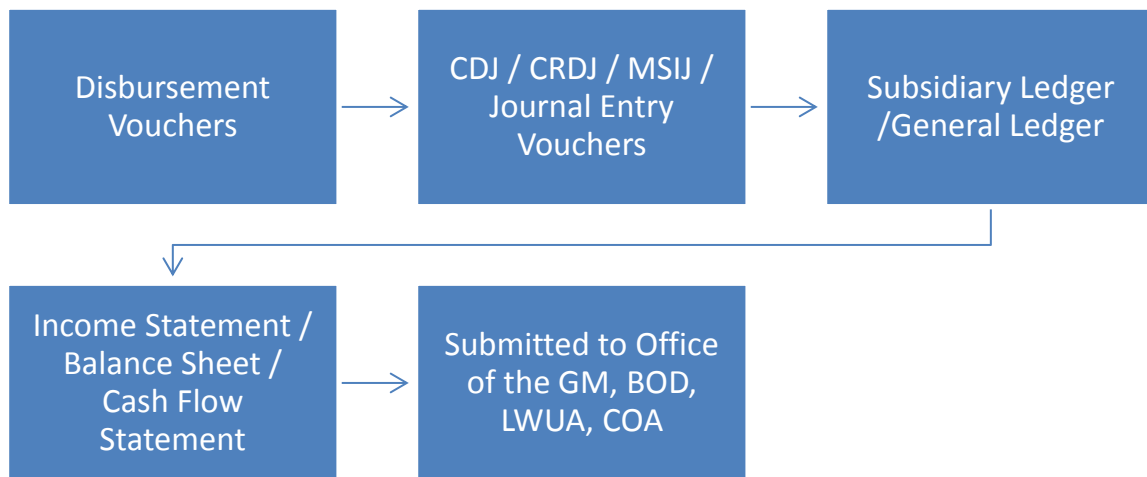 Disbursement
Vouchers
CDJ / CRDJ / MSIJ /
Journal Entry
Vouchers
Subsidiary Ledger
/General Ledger
Income Statement /
Balance Sheet /
Cash Flow
Statement
Submitted to Office
of the GM, BOD,
LWUA, COA